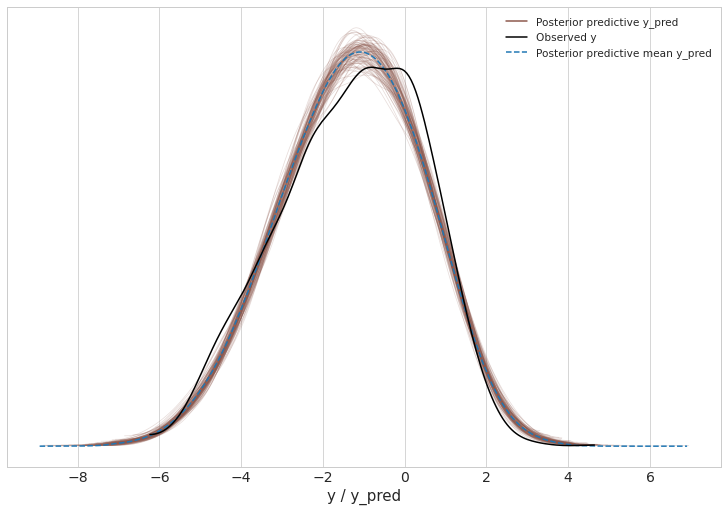 Posterior predictive y_pred
Observed y
Posterior predictive mean y_pred
−8 −6 −4 −2 0 2 4 6
y / y_pred